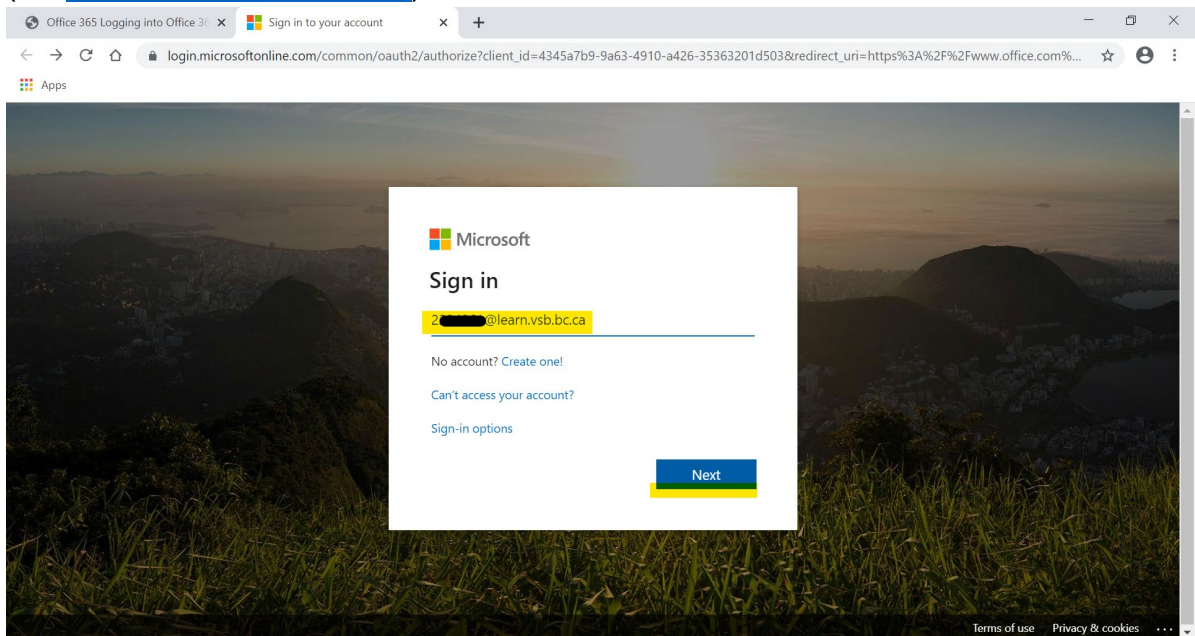 Office 365 Logging into Office 36
Sign in to your account
login.microsoftonline.com/common/oauth2/authorize?client_id=4345a7b9-9a63-4910-a426-35363201d503&redirect_uri=https%3A%2F%2Fwww.office.com%...
Apps
Microsoft
Sign in
@learn.vsb.bc.ca
No account? Create one!
Can't access your account?
Sign-in options
Next
Terms of use Privacy & cookies ...